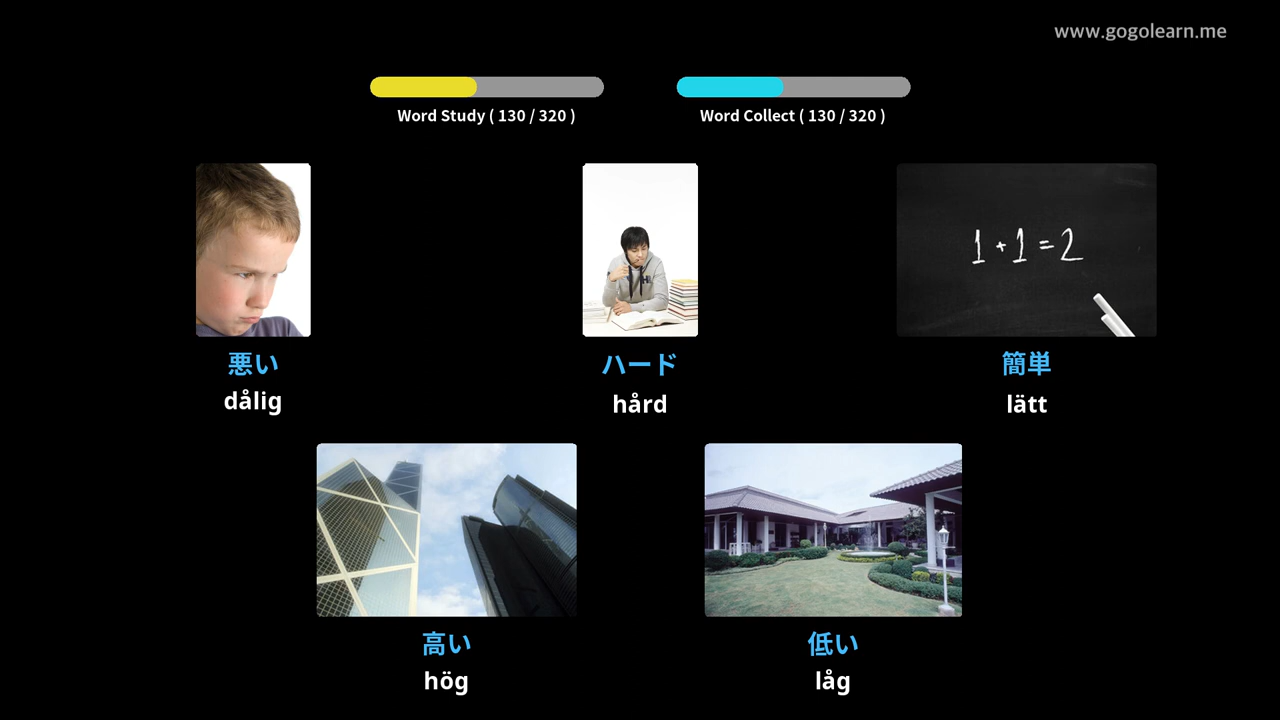 www.gogolearn.me
Word Study ( 130 / 320 )
Word Collect ( 130 / 320 )
1 + 1 = 2
悪い
dålig
ハード
hård
簡単
lätt
高い
hög
低い
låg